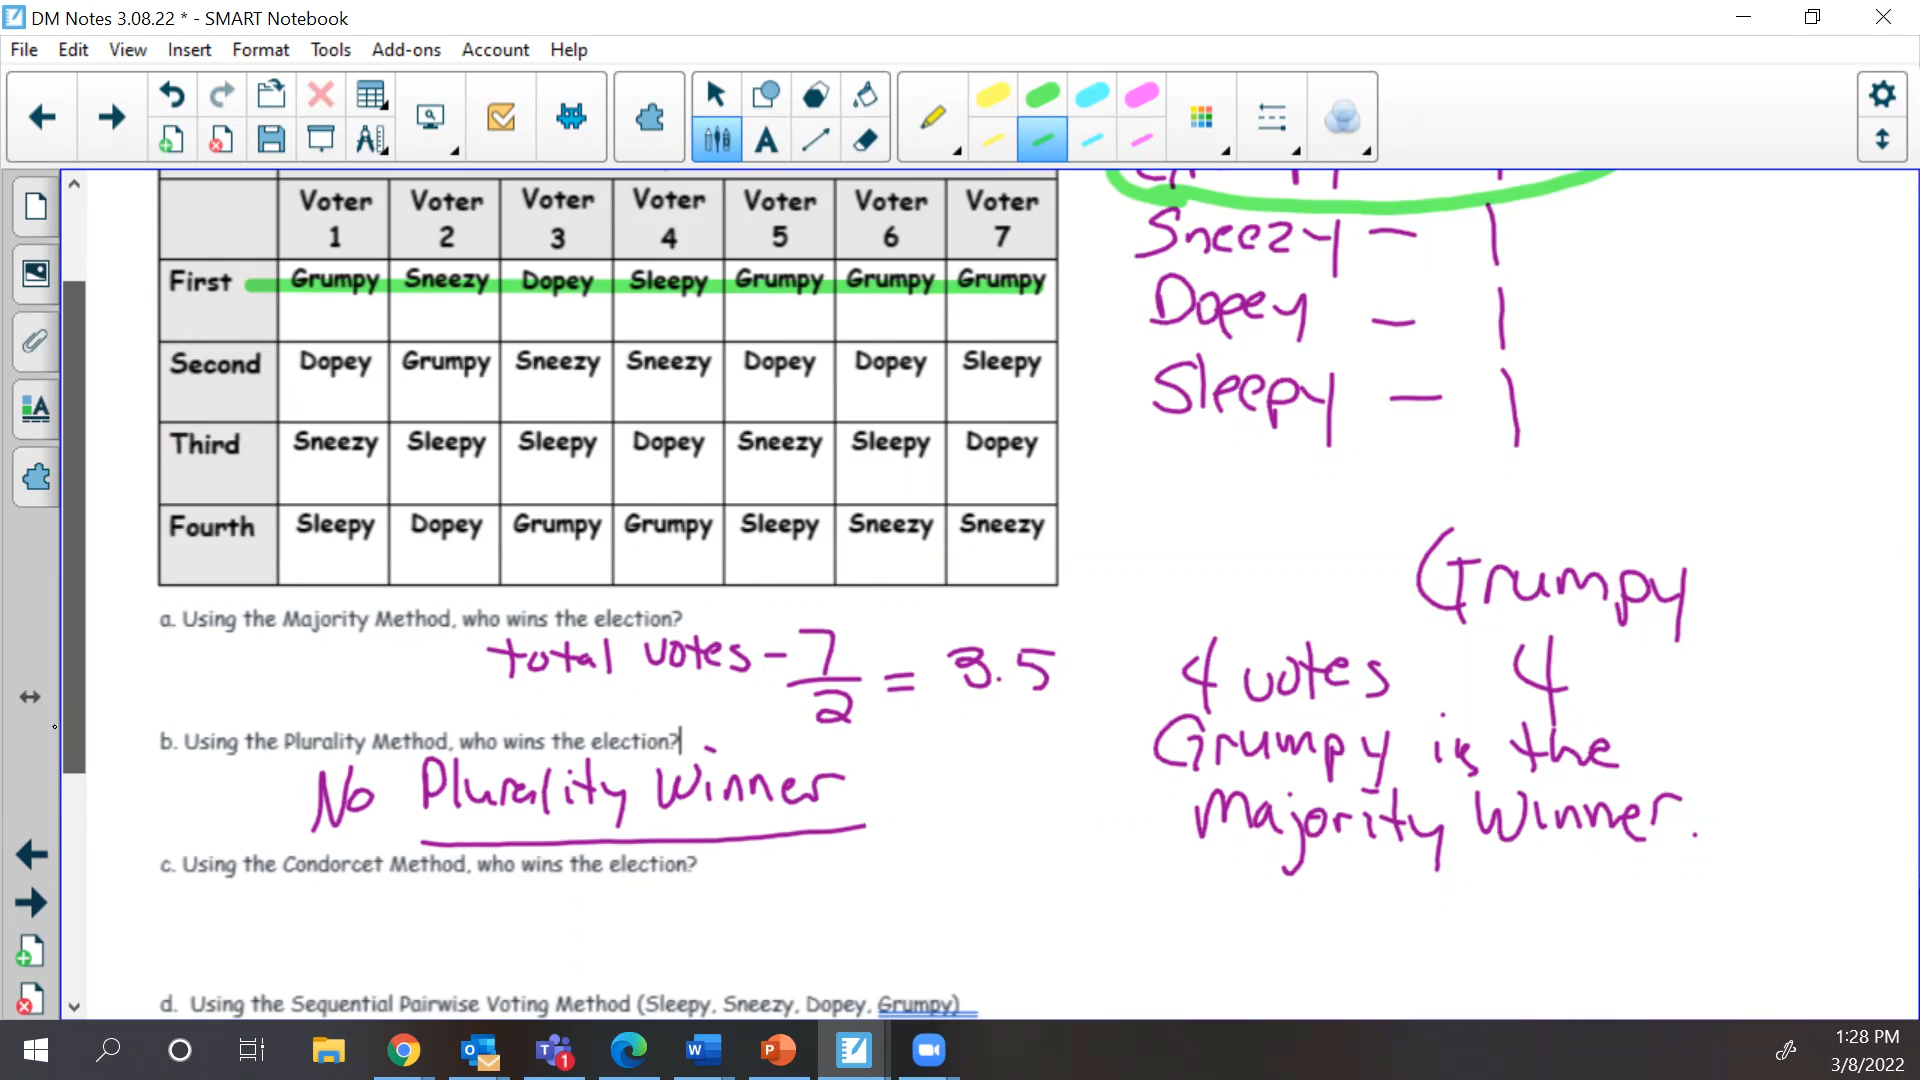 DM Notes 3.08.22 * - SMART Notebook
File Edit View Insert Format Tools Add-ons Account Help
Voter 1 Voter 2 Voter 3 Voter 4 Voter 5 Voter 6 Voter 7
First Grumpy Sneezy Dopey Sleepy Grumpy Grumpy Grumpy
Second Dopey Grumpy Sneezy Sneezy Dopey Dopey Sleepy
Third Sneezy Sleepy Sleepy Dopey Sneezy Sleepy Dopey
Fourth Sleepy Dopey Grumpy Grumpy Sleepy Sneezy Sneezy
Sneezy - 1
Dopey - 1
Sleepy - 1
a. Using the Majority Method, who wins the election?
total votes - 7/2 = 3.5
Grumpy
4 votes 4
Grumpy is the
Majority Winner.
b. Using the Plurality Method, who wins the election?
No Plurality Winner
c. Using the Condorcet Method, who wins the election?
d. Using the Sequential Pairwise Voting Method (Sleepy, Sneezy, Dopey, Grumpy)
1:28 PM
3/8/2022